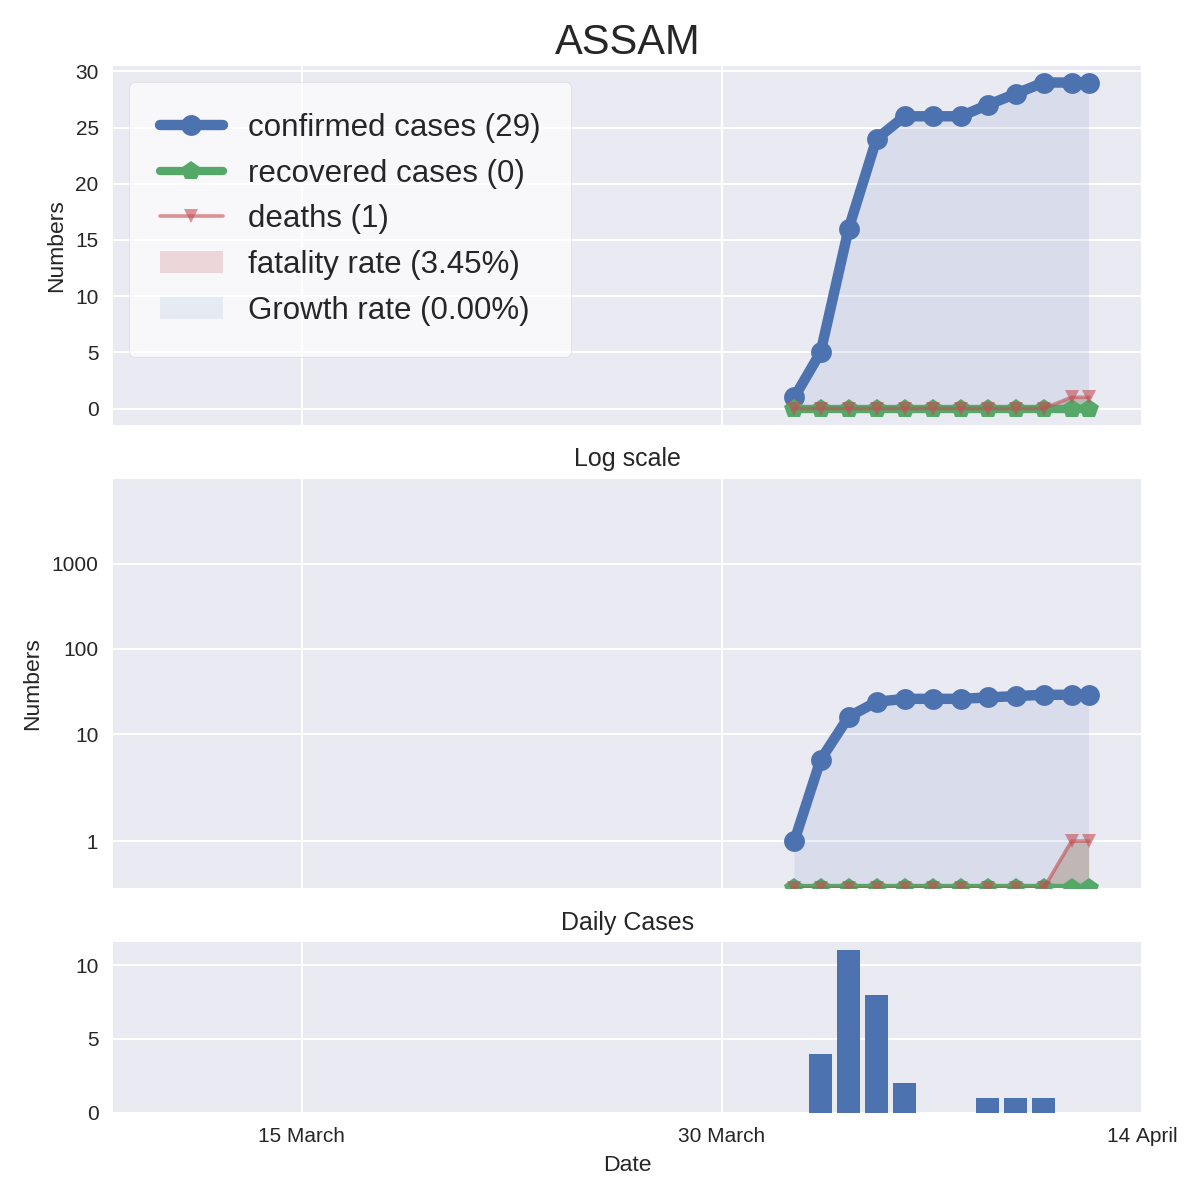 ASSAM
30
25
20
15
10
5
0
Numbers
confirmed cases (29)
recovered cases (0)
deaths (1)
fatality rate (3.45%)
Growth rate (0.00%)
Log scale
1000
100
10
1
Numbers
Daily Cases
10
5
0
15 March
30 March
14 April
Date